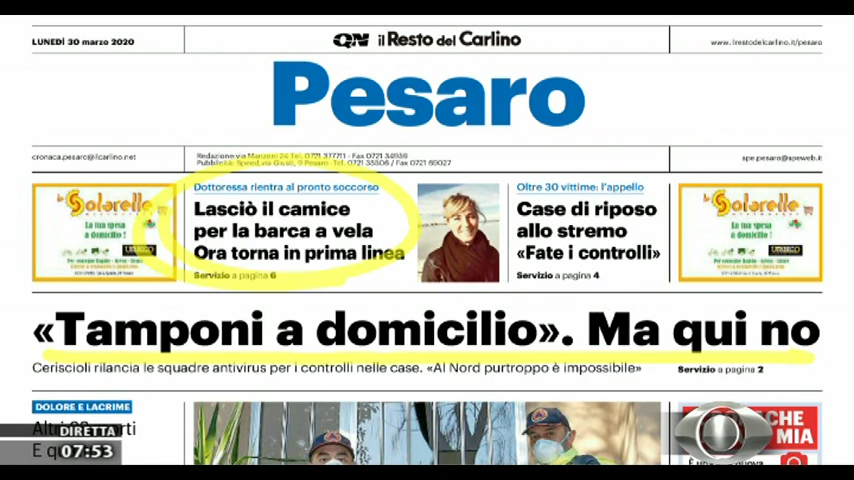 LUNEDÌ 30 marzo 2020
QN il Resto del Carlino
www.ilrestodelcarlino.it/pesaro
Pesaro
cronaca.pesaro@ilcarlino.net
Redazione via Manzoni 24 Tel. 0721 377711 - Fax 0721
Pubblicità: Speed, via Giusti, 9 Pesaro - Tel. 0721 Fax 0721 69027
spe.pesaro@speweb.it
Solarelle
La tua spesa
a domicilio
Dottoressa rientra al pronto soccorso
Lasciò il camice
per la barca a vela
Ora torna in prima linea
Servizio a pagina 6
Oltre 30 vittime: l'appello
Case di riposo
allo stremo
«Fate i controlli»
Servizio a pagina 4
Solarelle
La tua spesa
a domicilio
«Tamponi a domicilio». Ma qui no
Ceriscioli rilancia le squadre antivirus per i controlli nelle case. «Al Nord purtroppo è impossibile»
Servizio a pagina 2
DOLORE E LACRIME
DIRETTA
07:53
MIA